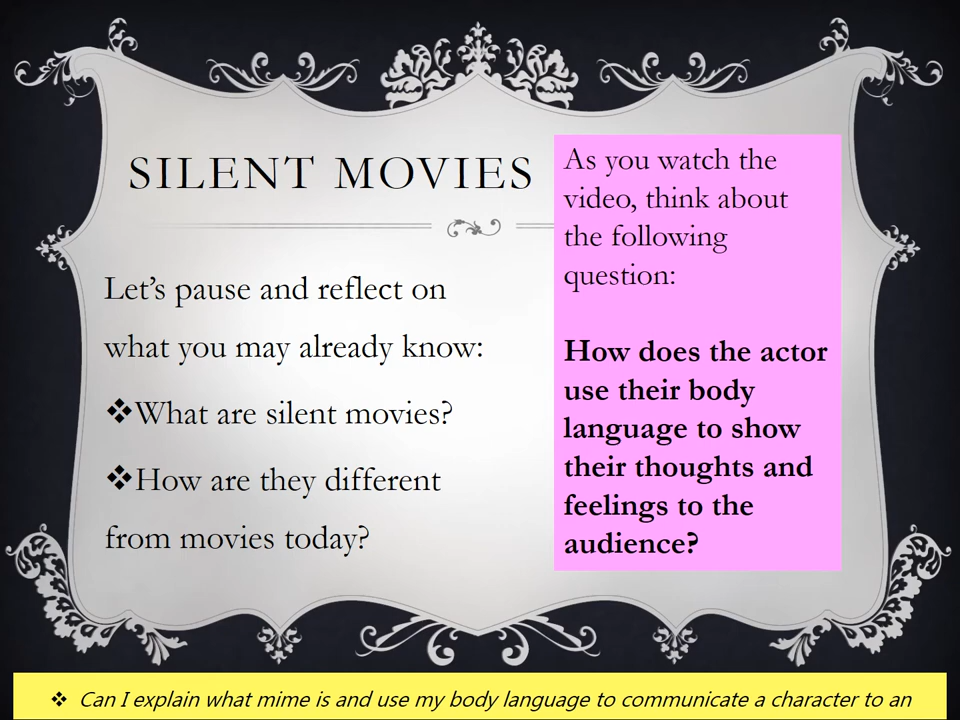 SILENT MOVIES
Let’s pause and reflect on
what you may already know:
❖What are silent movies?
❖How are they different
from movies today?
As you watch the
video, think about
the following
question:
How does the actor
use their body
language to show
their thoughts and
feelings to the
audience?
❖ Can I explain what mime is and use my body language to communicate a character to an